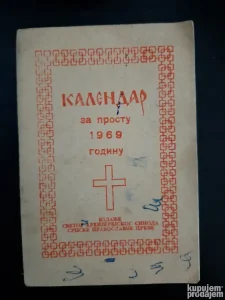 КАЛЕНДАР
за просту
1969
годину
ИЗДАЊЕ
СВЕТОГ АРХИЈЕРЕЈСКОГ СИНОДА
СРПСКЕ ПРАВОСЛАВНЕ ЦРКВЕ
kupujem
prodajem